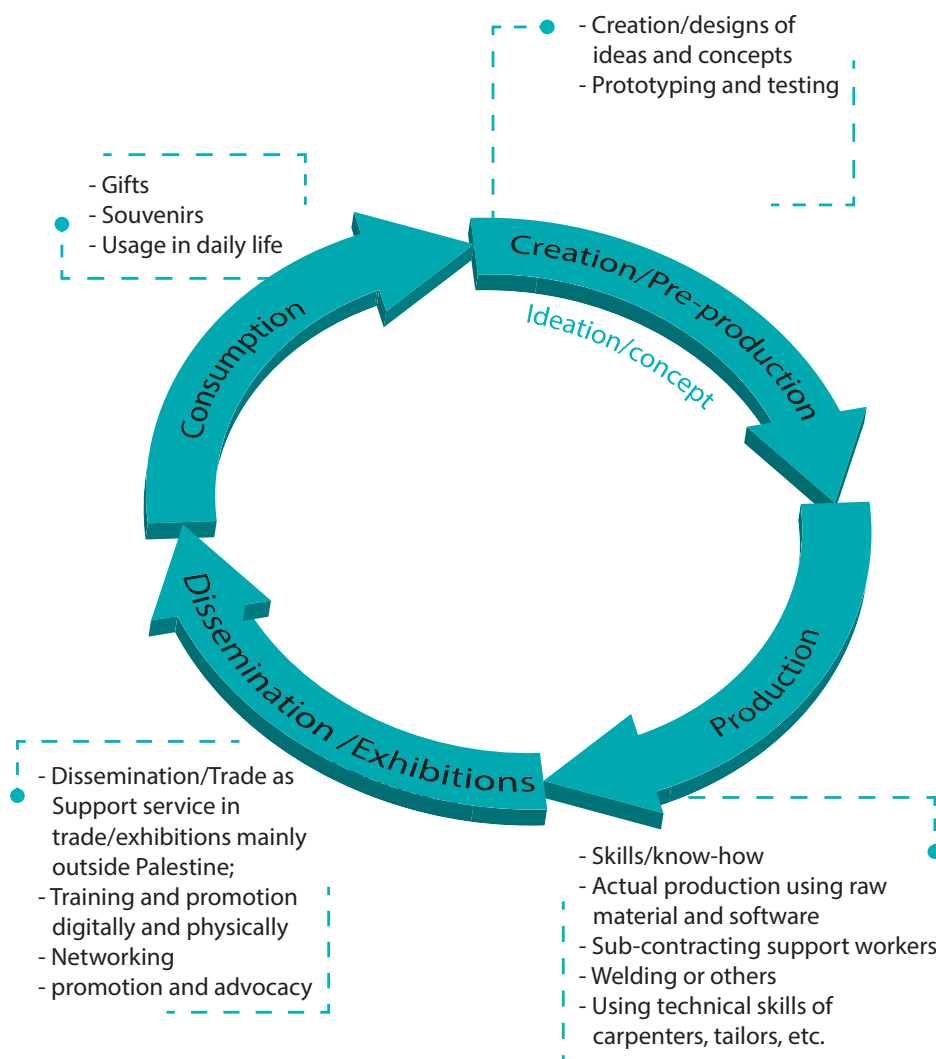 - Creation/designs of
ideas and concepts
- Prototyping and testing
- Gifts
- Souvenirs
- Usage in daily life
Creation/Pre-production
Ideation/concept
Consumption
Production
Dissemination /Exhibitions
- Dissemination/Trade as
Support service in
trade/exhibitions mainly
outside Palestine;
- Training and promotion
digitally and physically
- Networking
- promotion and advocacy
- Skills/know-how
- Actual production using raw
material and software
- Sub-contracting support workers
- Welding or others
- Using technical skills of
carpenters, tailors, etc.